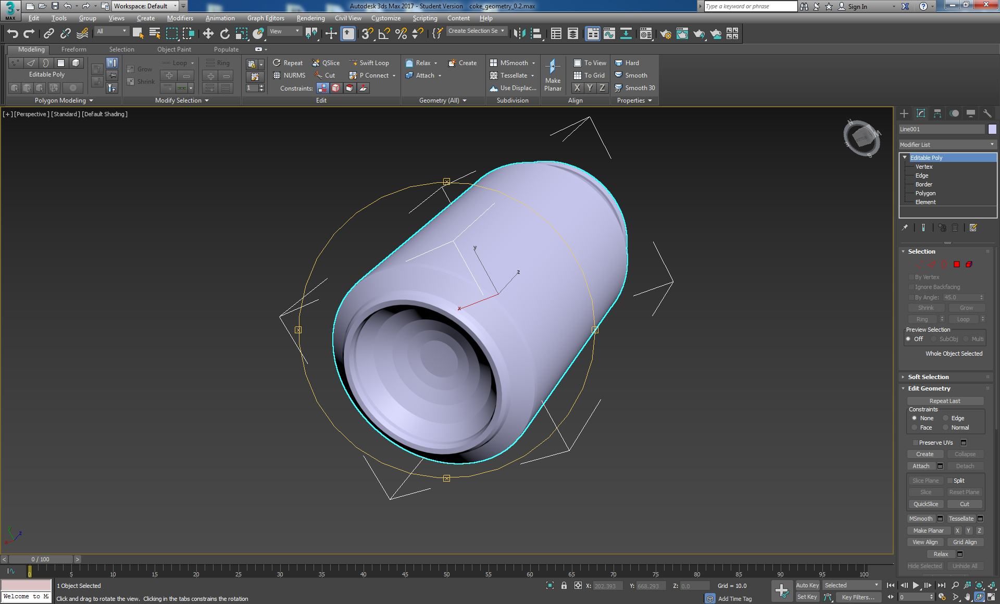 3 MAX Workspace: Default Autodesk 3ds Max 2017 - Student Version coke_geometry_0.2.max Type a keyword or phrase Sign In
Edit Tools Group Views Create Modifiers Animation Graph Editors Rendering Civil View Customize Scripting Content Help
All View 3 Create Selection Se
Modeling Freeform Selection Object Paint Populate
Loop Ring Repeat QSlice Swift Loop Relax Create MSmooth To View Hard
Editable Poly Grow NURMS Cut P Connect Attach Tessellate Make Planar To Grid Smooth
Shrink 1 Constraints: Use Displac... X Y Z 30 Smooth 30
Polygon Modeling Modify Selection Edit Geometry (All) Subdivision Align Properties
[+] [Perspective] [Standard] [Default Shading]
N
S
y
z
x
Line001
Modifier List
Editable Poly
Vertex
Edge
Border
Polygon
Element
Selection
By Vertex
Ignore Backfacing
By Angle: 45.0
Shrink Grow
Ring Loop
Preview Selection
Off SubObj Multi
Whole Object Selected
Soft Selection
Edit Geometry
Repeat Last
Constraints
None Edge
Face Normal
Preserve UVs
Create Collapse
Attach Detach
Slice Plane Split
Slice Reset Plane
QuickSlice Cut
MSmooth Tessellate
Make Planar X Y Z
View Align Grid Align
Relax
Hide Selected Unhide All
y z x
< 0 / 100 >
0 5 10 15 20 25 30 35 40 45 50 55 60 65 70 75 80 85 90 95 100
1 Object Selected X: 202.393 Y: 668.293 Z: 0.0 Grid = 10.0 Auto Key Selected
Welcome to M Click and drag to rotate the view. Clicking in the tabs constrains the rotation Add Time Tag Set Key Key Filters... 0